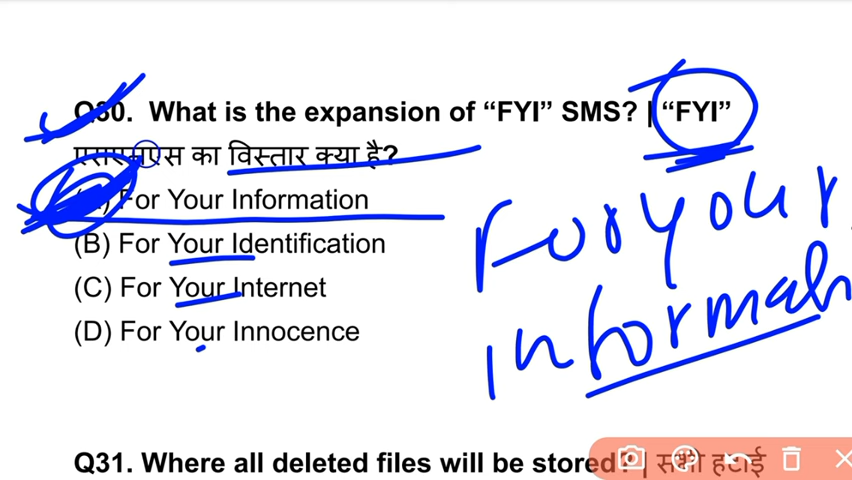 Q30. What is the expansion of “FYI” SMS? | “FYI”
एसएमएस का विस्तार क्या है?
(A) For Your Information
(B) For Your Identification
(C) For Your Internet
(D) For Your Innocence
For your
Q31. Where all deleted files will be stored? | सभी हटाई